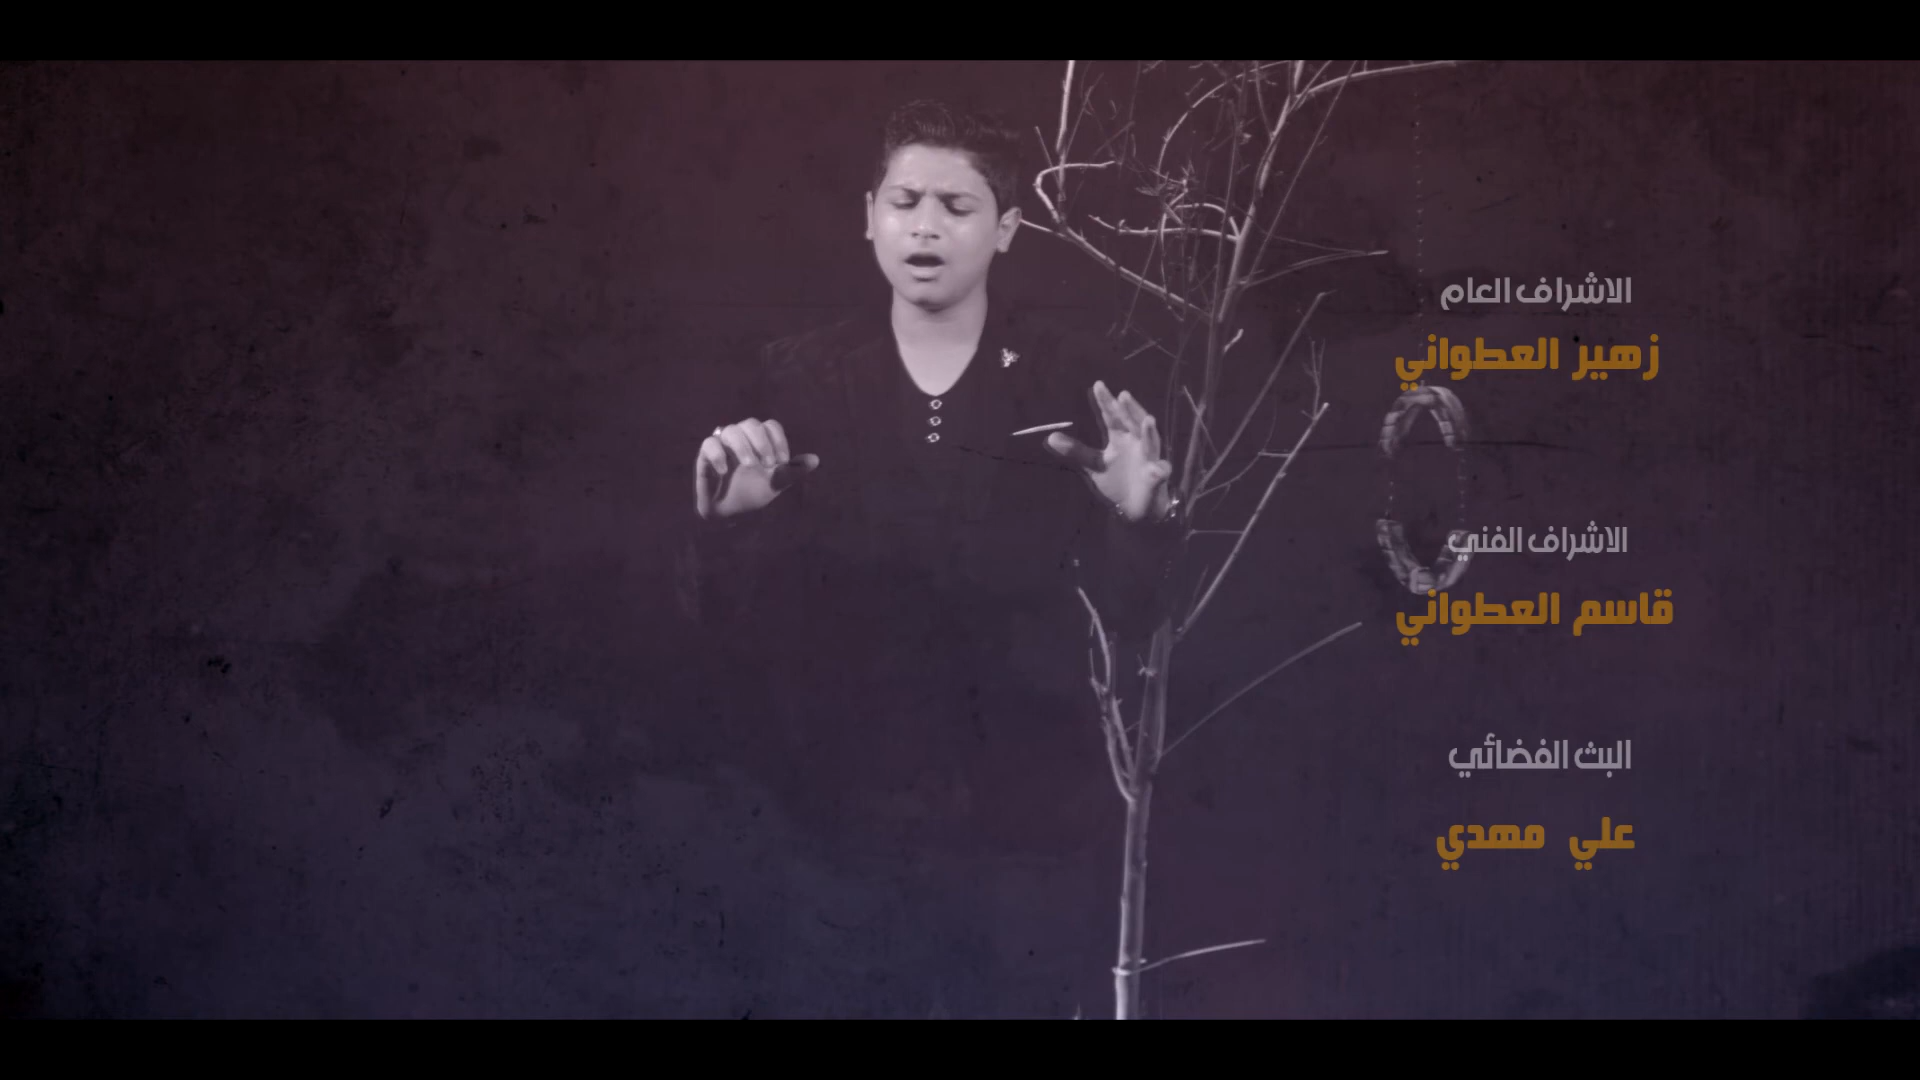 الاشراف العام
زهير العطواني
الاشراف الفني
قاسم العطواني
البث الفضائي
علي مهدي